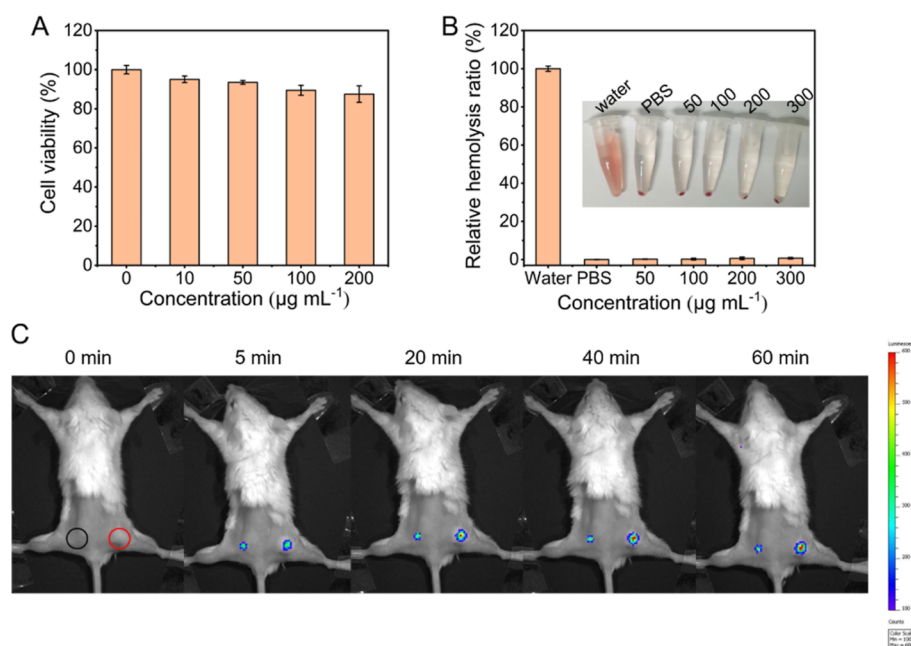 A
120
100
80
60
40
20
0
Cell viability (%)
0 10 50 100 200
Concentration (μg mL⁻¹)
B
120
100
80
60
40
20
0
Relative hemolysis ratio (%)
water PBS 50 100 200 300
Water PBS 50 100 200 300
Concentration (μg mL⁻¹)
C
0 min 5 min 20 min 40 min 60 min
Counts